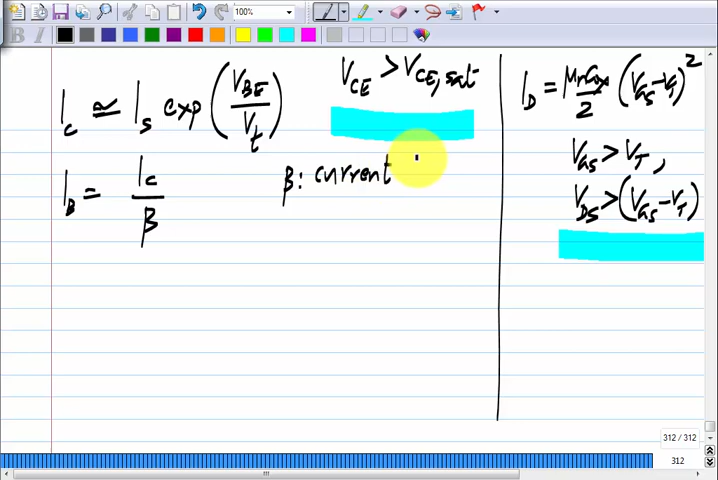 100%
B I
I_C ≅ I_S exp(V_BE/V_t)
V_CE > V_CE,sat
I_B = I_C/β
β: current
I_D = μnCox/2 (V_GS-V_T)^2
V_GS > V_T,
V_DS > (V_GS-V_T)
312 / 312
312